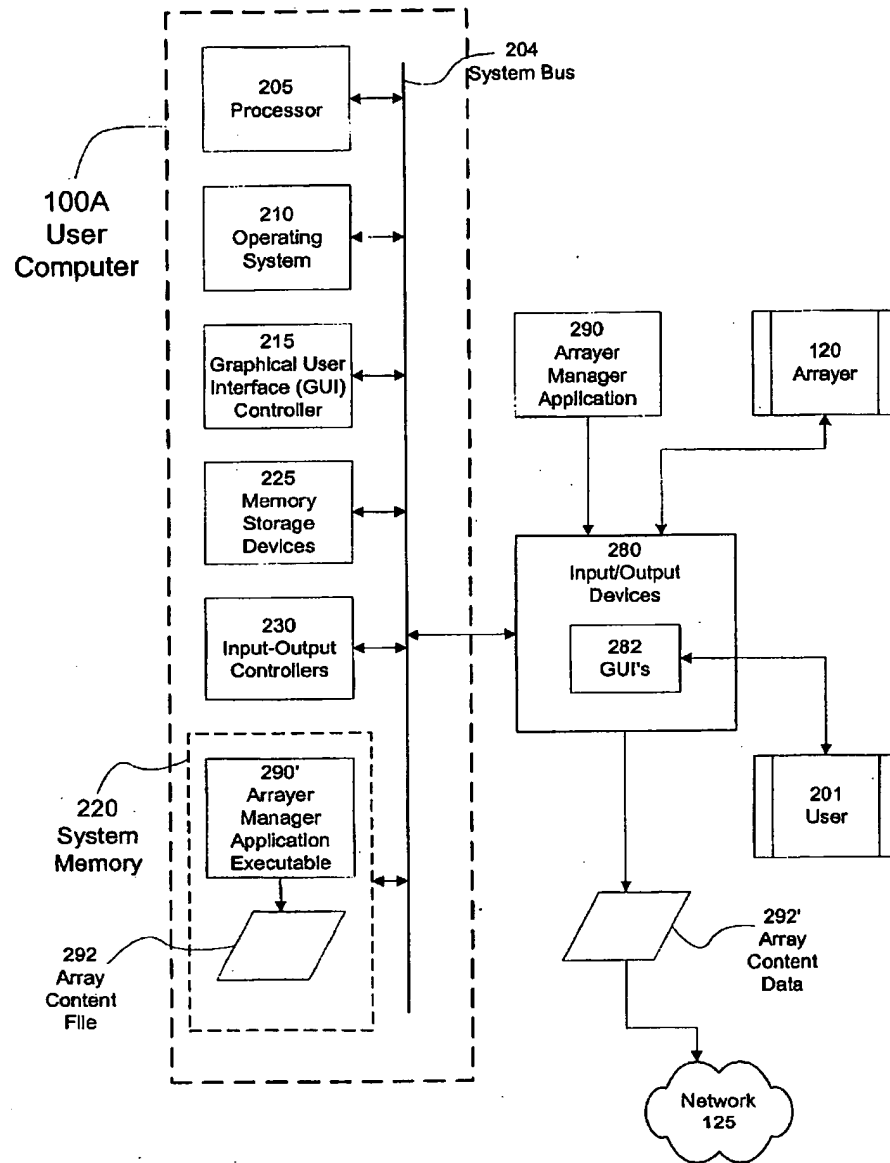 204
System Bus
205
Processor
100A
User
Computer
210
Operating
System
215
Graphical User
Interface (GUI)
Controller
290
Arrayer
Manager
Application
120
Arrayer
225
Memory
Storage
Devices
280
Input/Output
Devices
230
Input-Output
Controllers
282
GUI's
220
System
Memory
290'
Arrayer
Manager
Application
Executable
201
User
292
Array
Content
File
292'
Array
Content
Data
Network
125